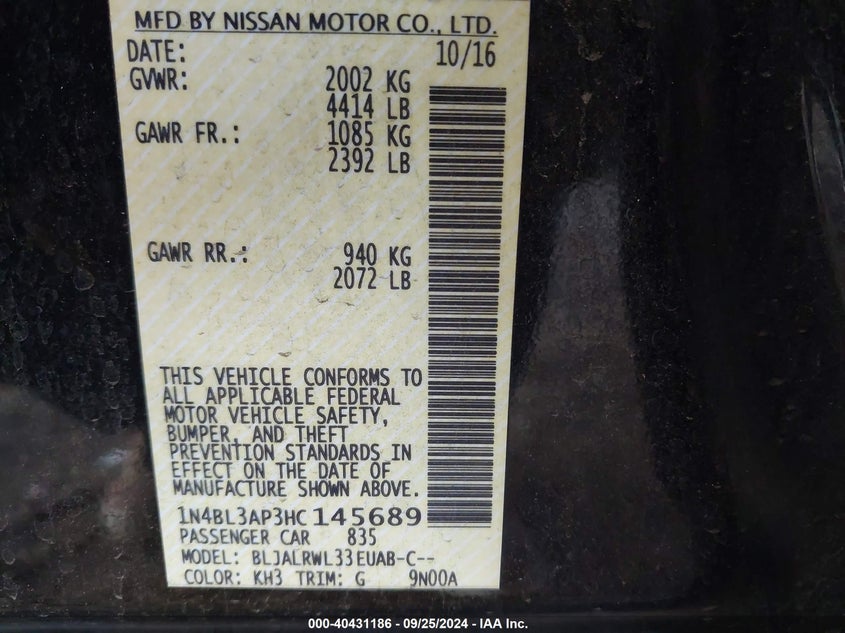 MFD BY NISSAN MOTOR CO., LTD.
DATE: 10/16
GVWR: 2002 KG
4414 LB
GAWR FR.: 1085 KG
2392 LB
GAWR RR.: 940 KG
2072 LB
THIS VEHICLE CONFORMS TO
ALL APPLICABLE FEDERAL
MOTOR VEHICLE SAFETY,
BUMPER, AND THEFT
PREVENTION STANDARDS IN
EFFECT ON THE DATE OF
MANUFACTURE SHOWN ABOVE.
1N4BL3AP3HC145689
PASSENGER CAR 835
MODEL: BLJALRWL33EUAB-C--
COLOR: KH3 TRIM: G 9N00A
000-40431186 - 09/25/2024 - IAA Inc.